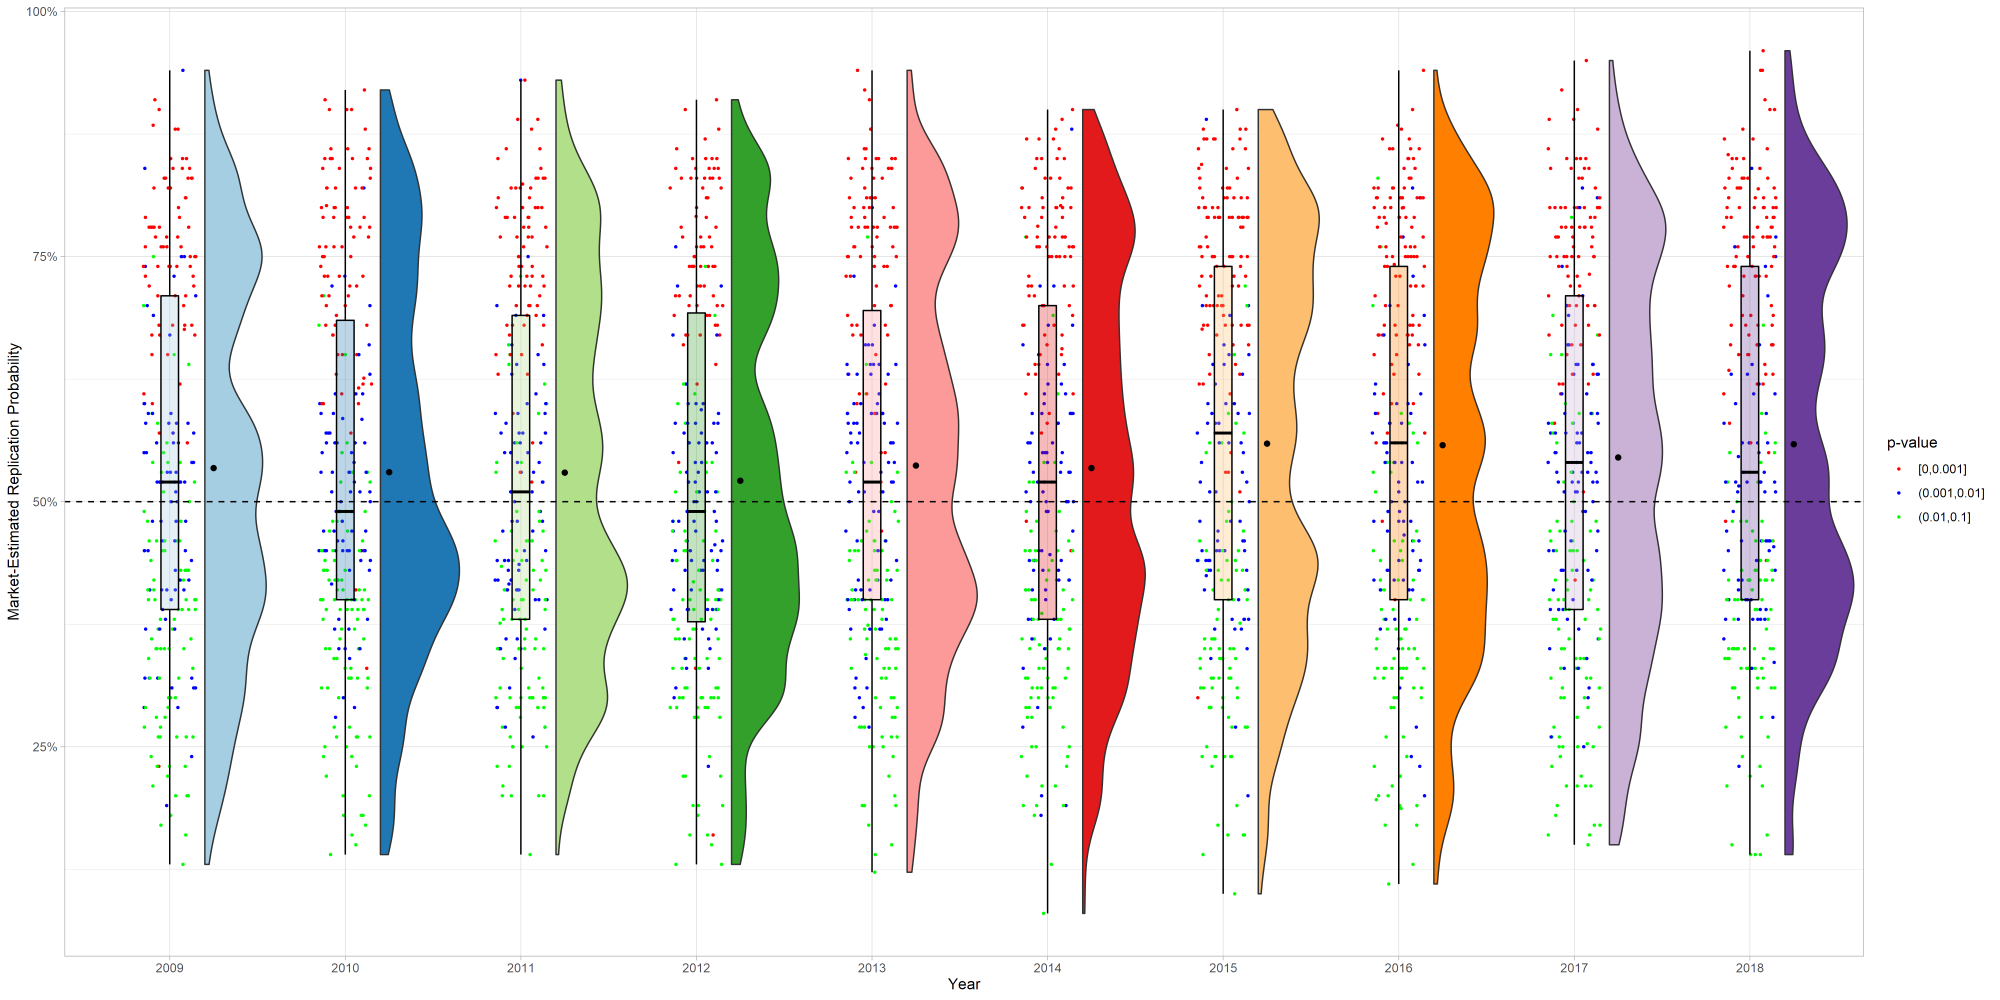 100%
75%
50%
25%
Market-Estimated Replication Probability
2009 2010 2011 2012 2013 2014 2015 2016 2017 2018
Year
p-value
[0,0.001]
(0.001,0.01]
(0.01,0.1]